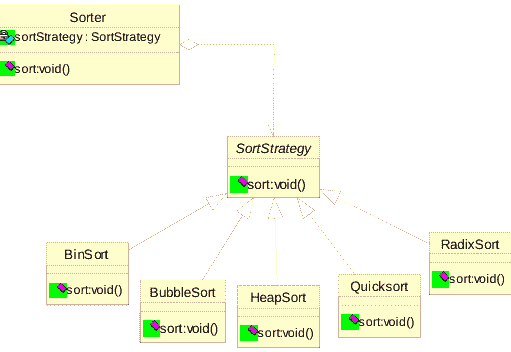 Sorter
sortStrategy : SortStrategy
sort:void()
SortStrategy
sort:void()
BinSort
sort:void()
BubbleSort
sort:void()
HeapSort
sort:void()
Quicksort
sort:void()
RadixSort
sort:void()